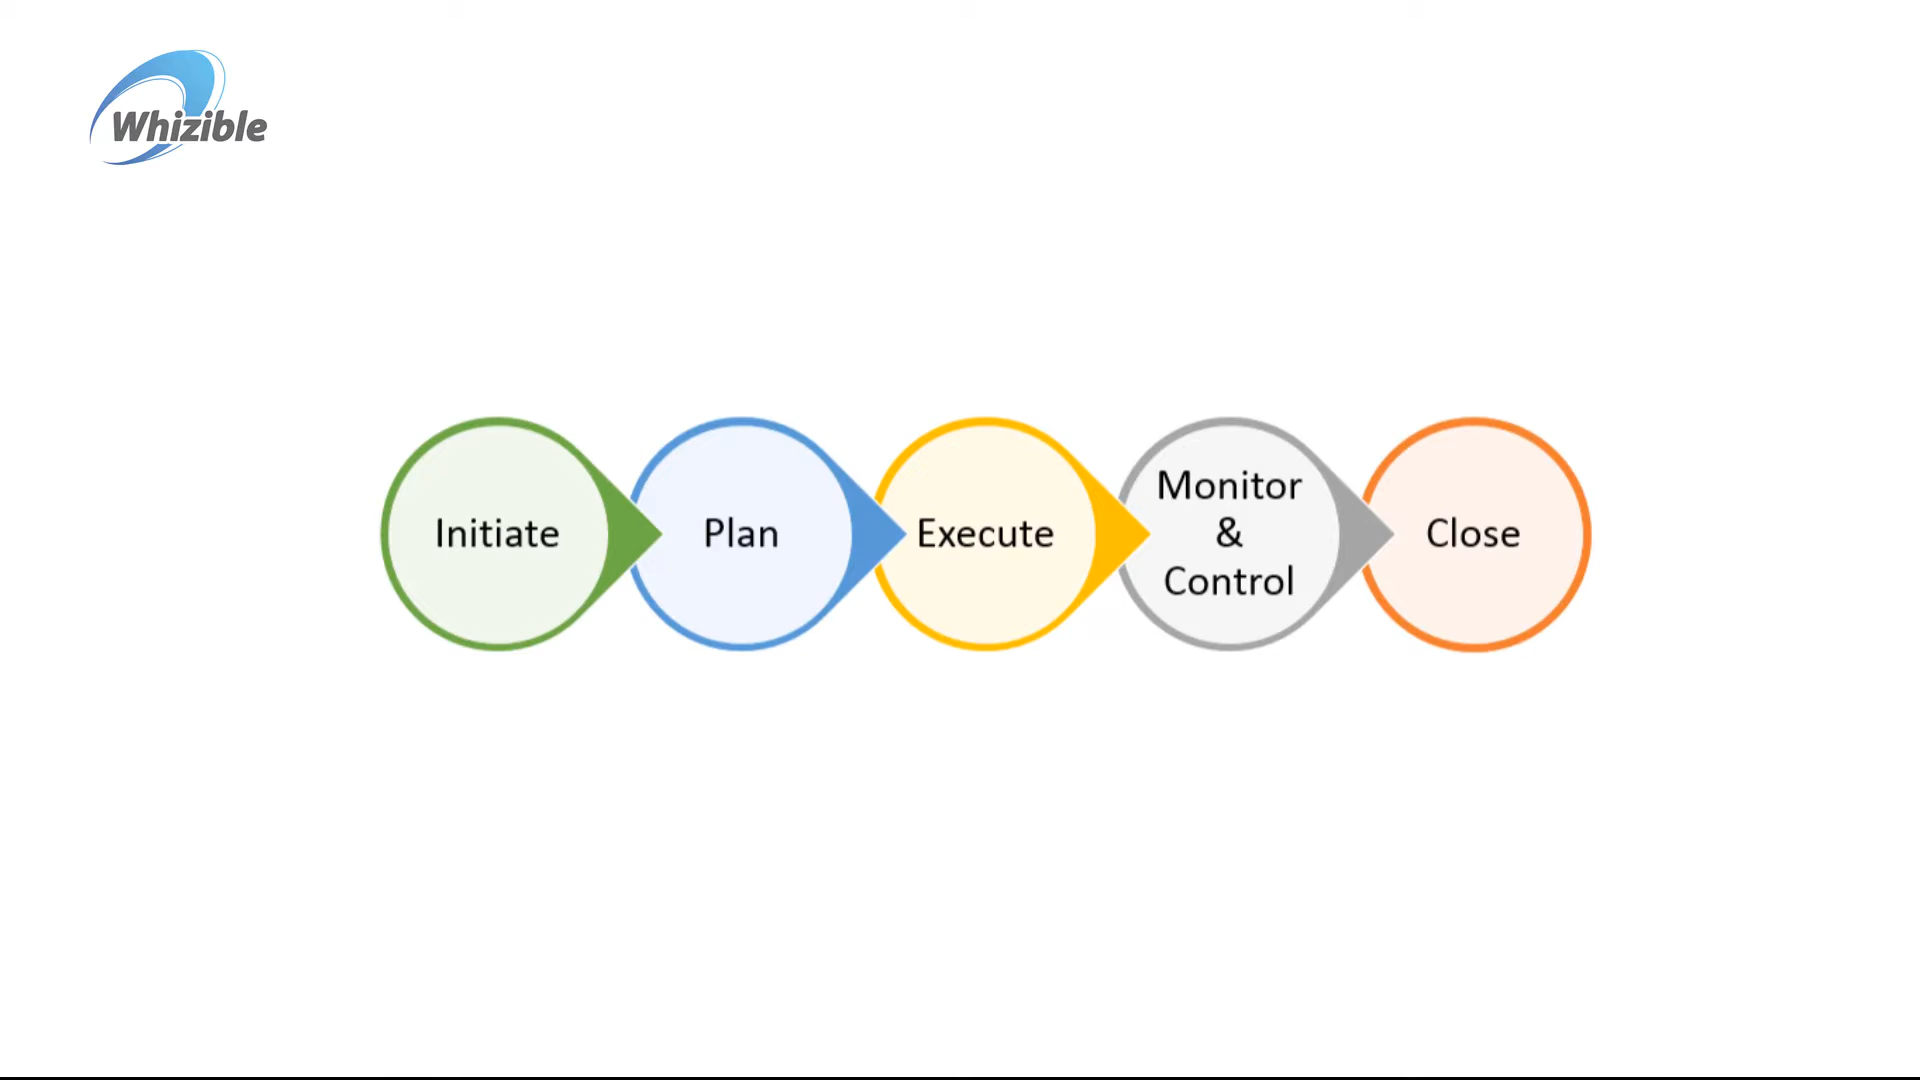 Whizible
Initiate
Plan
Execute
Monitor
&
Control
Close